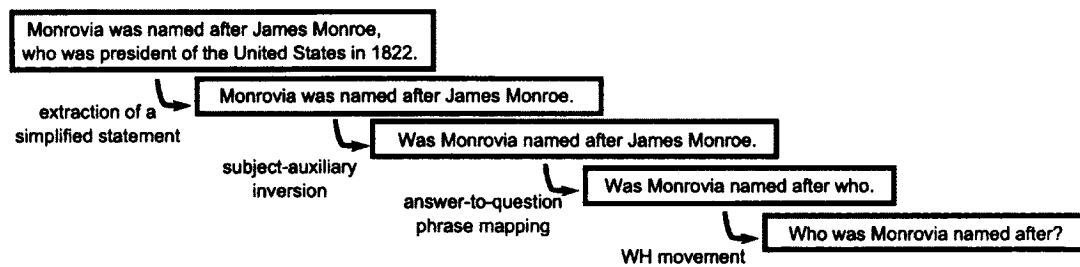 Monrovia was named after James Monroe,
who was president of the United States in 1822.
extraction of a
simplified statement
Monrovia was named after James Monroe.
subject-auxiliary
inversion
Was Monrovia named after James Monroe.
answer-to-question
phrase mapping
Was Monrovia named after who.
WH movement
Who was Monrovia named after?